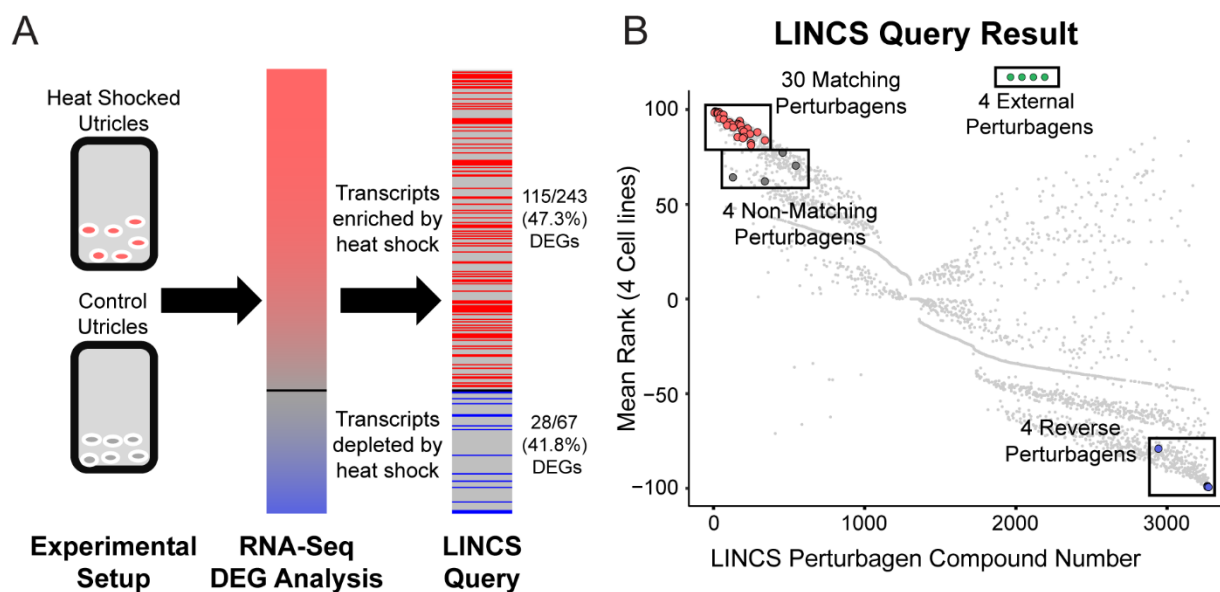 A
Heat Shocked
Utricles
Control
Utricles
Transcripts
enriched by
heat shock
115/243
(47.3%)
DEGs
Transcripts
depleted by
heat shock
28/67
(41.8%)
DEGs
Experimental
Setup
RNA-Seq
DEG Analysis
LINCS
Query
B
LINCS Query Result
30 Matching
Perturbagens
4 External
Perturbagens
4 Non-Matching
Perturbagens
4 Reverse
Perturbagens
Mean Rank (4 Cell lines)
100
50
0
−50
−100
0
1000
2000
3000
LINCS Perturbagen Compound Number